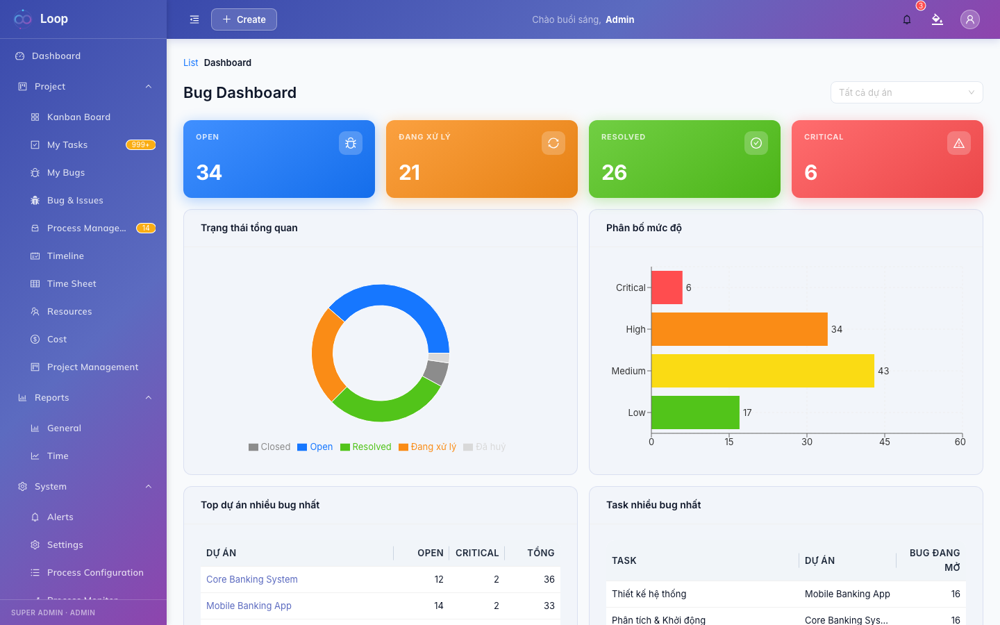 Loop
Create
Chào buổi sáng, Admin
3
Dashboard
Project
Kanban Board
My Tasks 999+
My Bugs
Bug & Issues
Process Manage... 14
Timeline
Time Sheet
Resources
Cost
Project Management
Reports
General
Time
System
Alerts
Settings
Process Configuration
Process Monitor
SUPER ADMIN · ADMIN
List Dashboard
Bug Dashboard
Tất cả dự án
OPEN
34
ĐANG XỬ LÝ
21
RESOLVED
26
CRITICAL
6
Trạng thái tổng quan
Closed Open Resolved Đang xử lý Đã huỷ
Phân bố mức độ
Critical 6
High 34
Medium 43
Low 17
0 15 30 45 60
Top dự án nhiều bug nhất
DỰ ÁN OPEN CRITICAL TỔNG
Core Banking System 12 2 36
Mobile Banking App 14 2 33
Task nhiều bug nhất
TASK DỰ ÁN BUG ĐANG
MỞ
Thiết kế hệ thống Mobile Banking App 16
Phân tích & Khởi động Core Banking Sys... 16